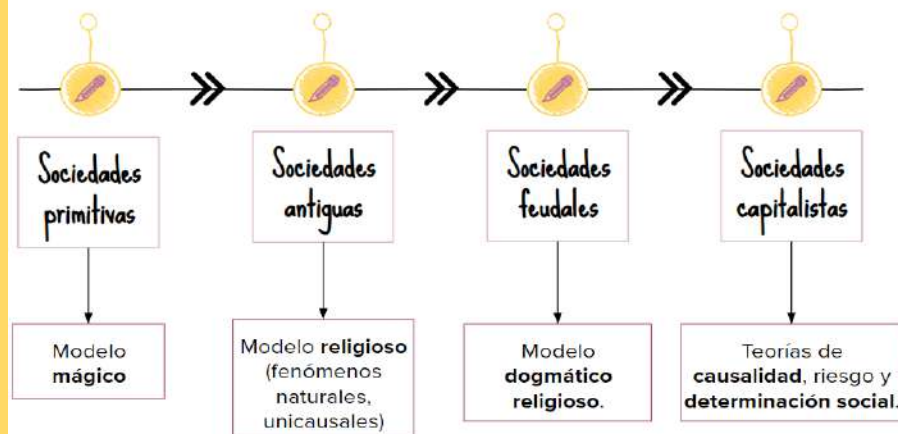 Sociedades
primitivas
Sociedades
antiguas
Sociedades
feudales
Sociedades
capitalistas
Modelo
mágico
Modelo religioso
(fenómenos
naturales,
unicausales)
Modelo
dogmático
religioso.
Teorías de
causalidad, riesgo y
determinación social.